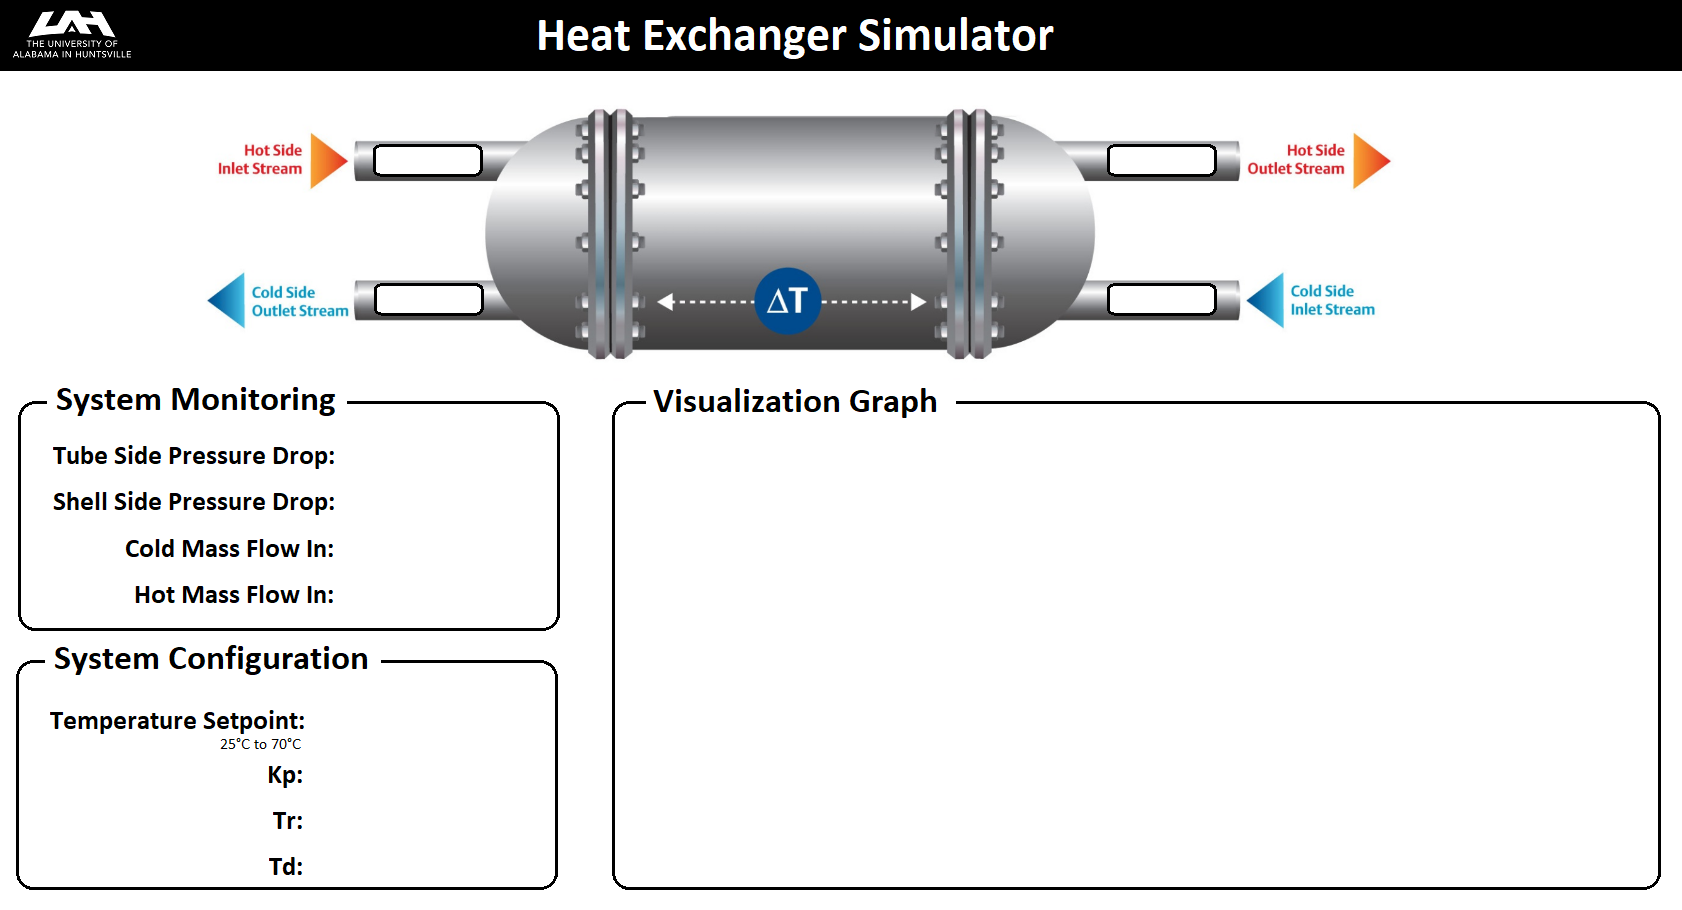 UAH
THE UNIVERSITY OF
ALABAMA IN HUNTSVILLE
Heat Exchanger Simulator
Hot Side
Inlet Stream
Hot Side
Outlet Stream
Cold Side
Outlet Stream
ΔT
Cold Side
Inlet Stream
System Monitoring
Tube Side Pressure Drop:
Shell Side Pressure Drop:
Cold Mass Flow In:
Hot Mass Flow In:
System Configuration
Temperature Setpoint:
25°C to 70°C
Kp:
Tr:
Td:
Visualization Graph